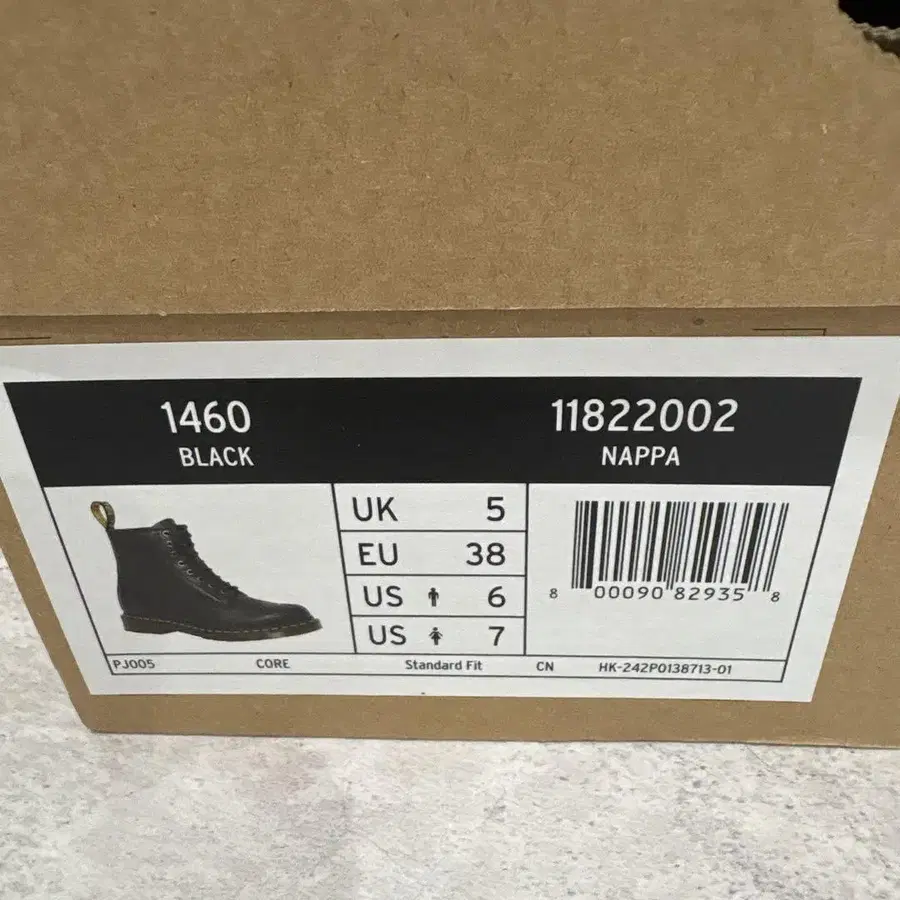 1460
BLACK
11822002
NAPPA
UK 5
EU 38
US 6
US 7
8 00090 82935 8
PJ005 CORE Standard Fit CN HK-242P0138713-01